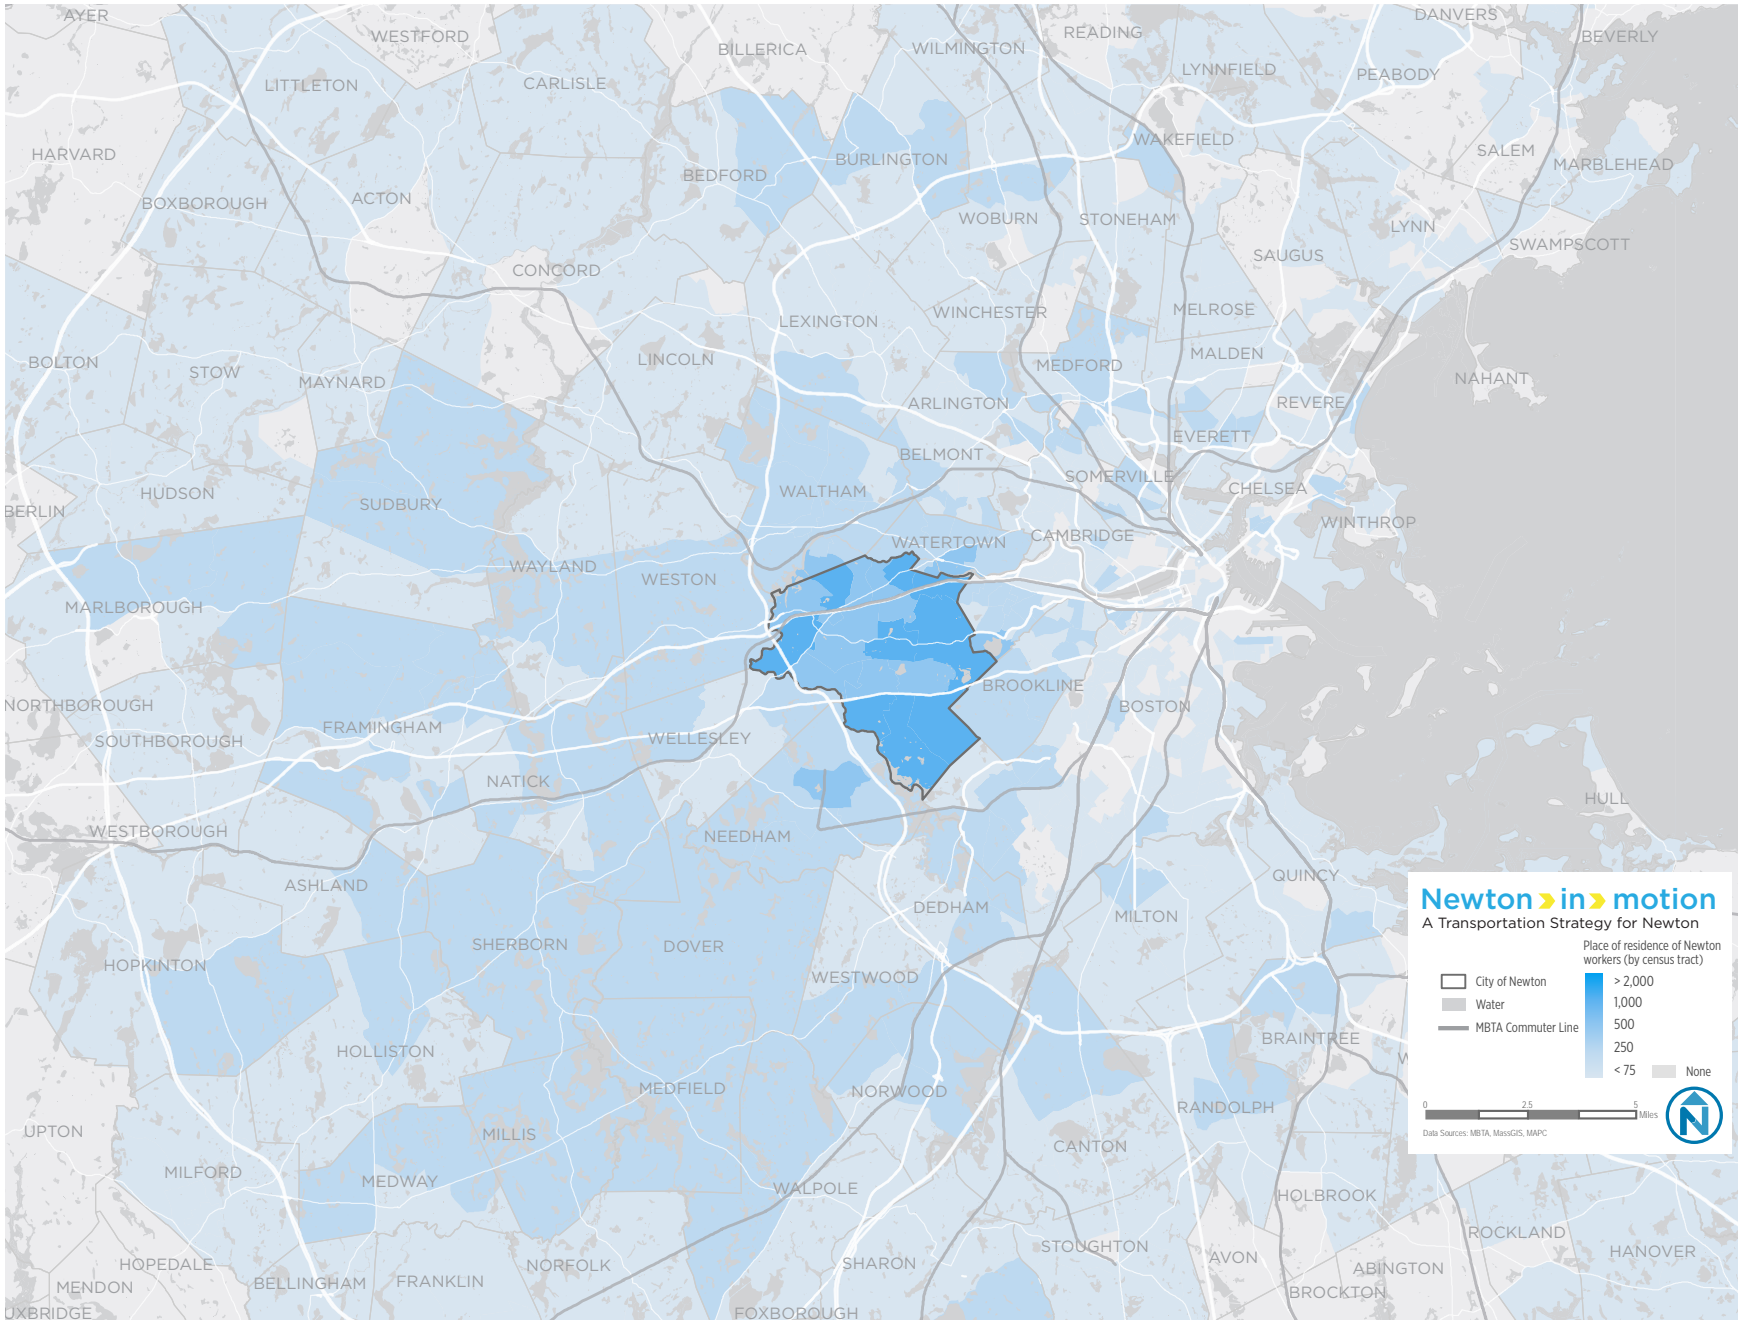 AYER
WESTFORD
BILLERICA
WILMINGTON
READING
DANVERS
BEVERLY
LITTLETON
CARLISLE
LYNNFIELD
PEABODY
HARVARD
BEDFORD
BURLINGTON
WAKEFIELD
SALEM
MARBLEHEAD
BOXBOROUGH
ACTON
WOBURN
STONEHAM
LYNN
SWAMPSCOTT
CONCORD
SAUGUS
LEXINGTON
WINCHESTER
MELROSE
BOLTON
STOW
MAYNARD
LINCOLN
MEDFORD
MALDEN
NAHANT
ARLINGTON
REVERE
EVERETT
BELMONT
SOMERVILLE
HUDSON
SUDBURY
WALTHAM
CHELSEA
BERLIN
WINTHROP
WATERTOWN
CAMBRIDGE
WAYLAND
WESTON
MARLBOROUGH
BROOKLINE
NORTHBOROUGH
BOSTON
SOUTHBOROUGH
FRAMINGHAM
WELLESLEY
NATICK
HULL
WESTBOROUGH
NEEDHAM
ASHLAND
QUINCY
DEDHAM
MILTON
SHERBORN
DOVER
HOPKINTON
WESTWOOD
HOLLISTON
BRAINTREE
W
MEDFIELD
NORWOOD
RANDOLPH
UPTON
MILLIS
CANTON
MILFORD
MEDWAY
WALPOLE
HOLBROOK
ROCKLAND
HANOVER
STOUGHTON
AVON
ABINGTON
HOPEDALE
NORFOLK
SHARON
MENDON
BELLINGHAM
FRANKLIN
BROCKTON
UXBRIDGE
FOXBOROUGH
Newton in motion
A Transportation Strategy for Newton
Place of residence of Newton
workers (by census tract)
City of Newton
Water
MBTA Commuter Line
> 2,000
1,000
500
250
< 75
None
0 2.5 5
Miles
Data Sources: MBTA, MassGIS, MAPC
N